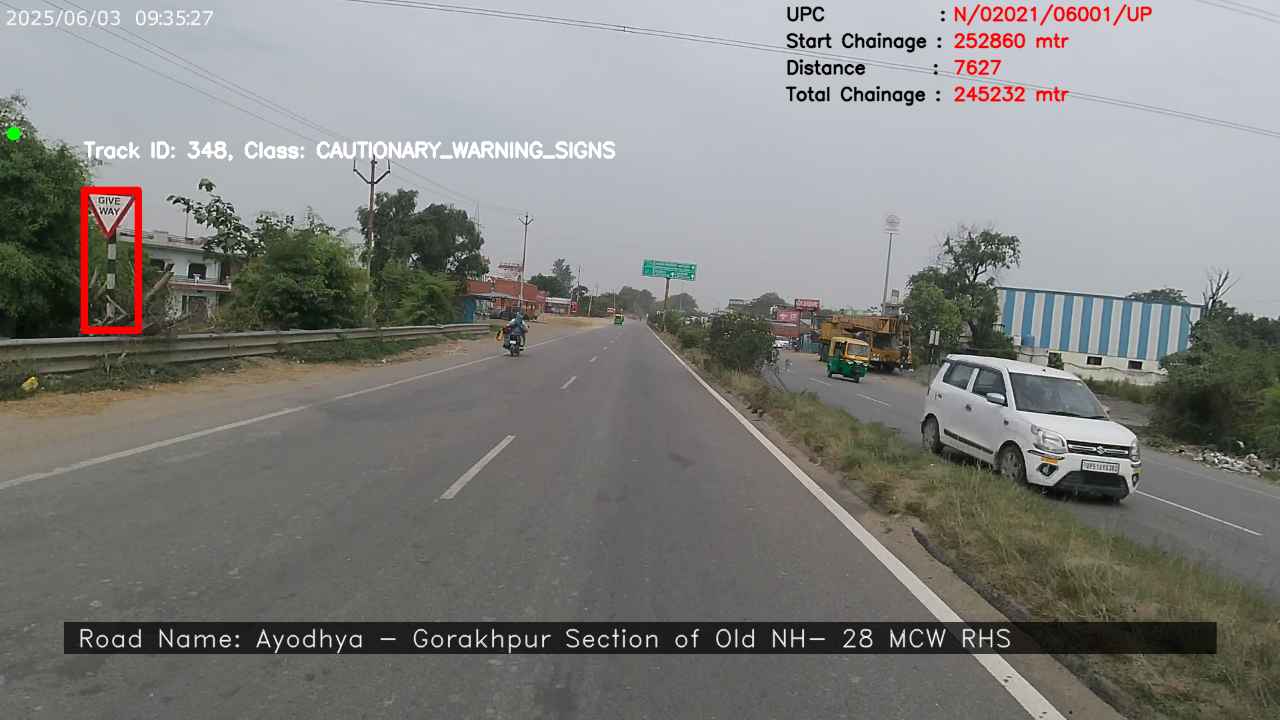 2025/06/03 09:35:27
UPC : N/02021/06001/UP
Start Chainage : 252860 mtr
Distance : 7627
Total Chainage : 245232 mtr
Track ID: 348, Class: CAUTIONARY_WARNING_SIGNS
GIVE
WAY
Road Name: Ayodhya - Gorakhpur Section of Old NH- 28 MCW RHS